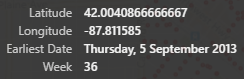 Latitude 42.0040866666667
Longitude -87.811585
Earliest Date Thursday, 5 September 2013
Week 36